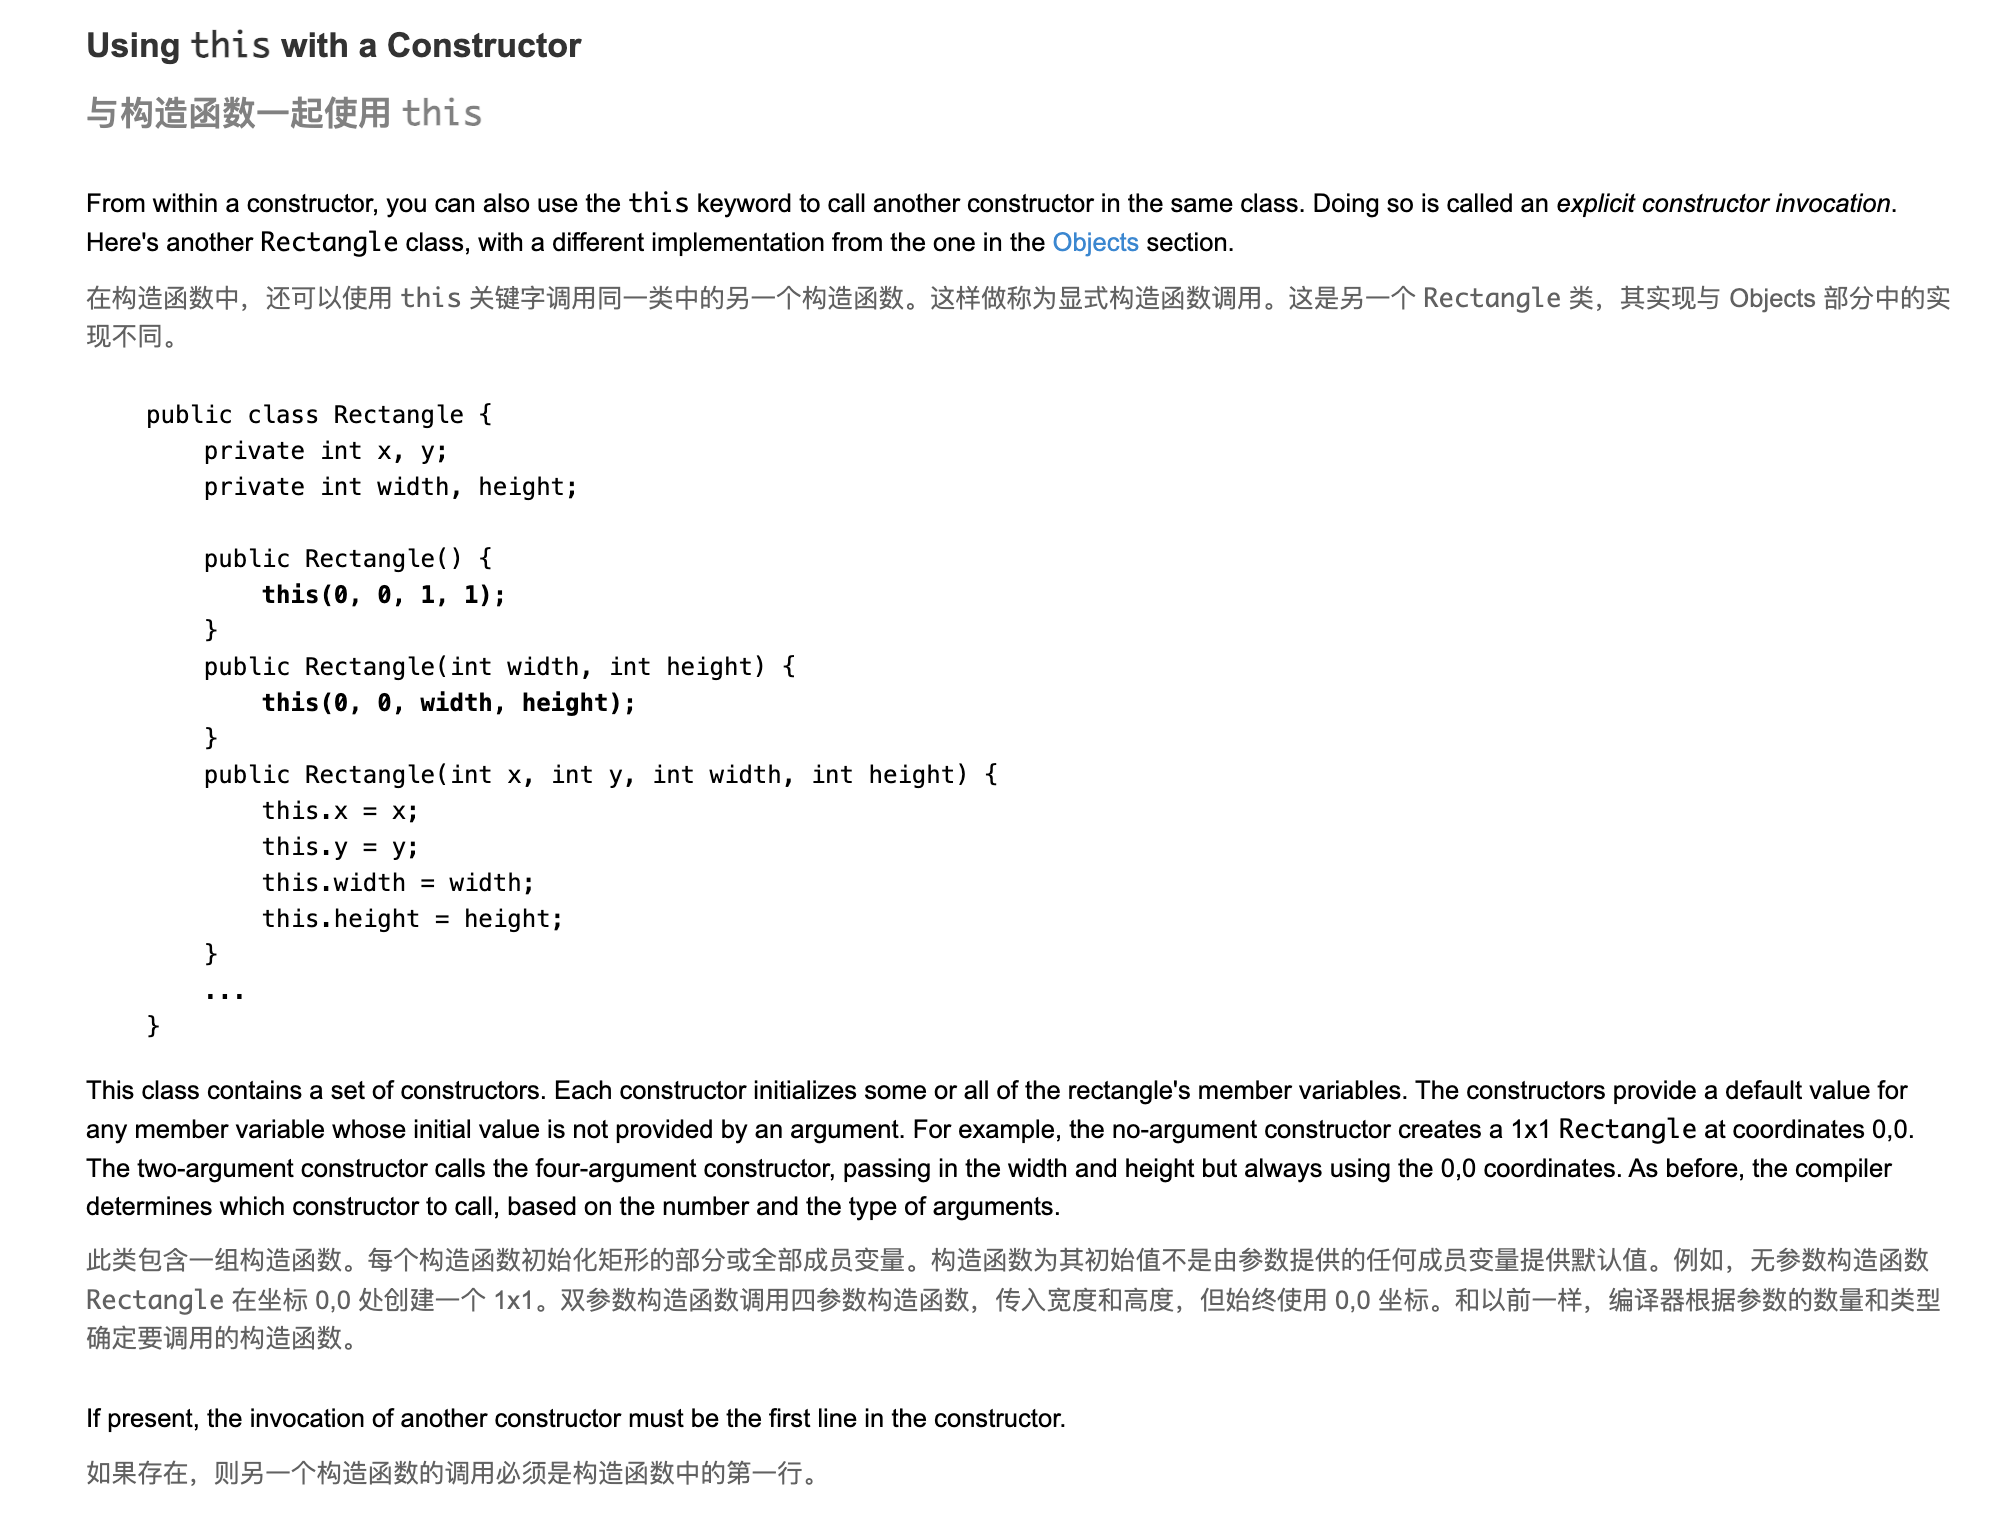 Using this with a Constructor
与构造函数一起使用 this
From within a constructor, you can also use the this keyword to call another constructor in the same class. Doing so is called an explicit constructor invocation.
Here's another Rectangle class, with a different implementation from the one in the Objects section.
在构造函数中，还可以使用 this 关键字调用同一类中的另一个构造函数。这样做称为显式构造函数调用。这是另一个 Rectangle 类，其实现与 Objects 部分中的实
现不同。
public class Rectangle {
    private int x, y;
    private int width, height;
    public Rectangle() {
        this(0, 0, 1, 1);
    }
    public Rectangle(int width, int height) {
        this(0, 0, width, height);
    }
    public Rectangle(int x, int y, int width, int height) {
        this.x = x;
        this.y = y;
        this.width = width;
        this.height = height;
    }
    ...
}
This class contains a set of constructors. Each constructor initializes some or all of the rectangle's member variables. The constructors provide a default value for
any member variable whose initial value is not provided by an argument. For example, the no-argument constructor creates a 1x1 Rectangle at coordinates 0,0.
The two-argument constructor calls the four-argument constructor, passing in the width and height but always using the 0,0 coordinates. As before, the compiler
determines which constructor to call, based on the number and the type of arguments.
此类包含一组构造函数。每个构造函数初始化矩形的部分或全部成员变量。构造函数为其初始值不是由参数提供的任何成员变量提供默认值。例如，无参数构造函数
Rectangle 在坐标 0,0 处创建一个 1x1。双参数构造函数调用四参数构造函数，传入宽度和高度，但始终使用 0,0 坐标。和以前一样，编译器根据参数的数量和类型
确定要调用的构造函数。
If present, the invocation of another constructor must be the first line in the constructor.
如果存在，则另一个构造函数的调用必须是构造函数中的第一行。